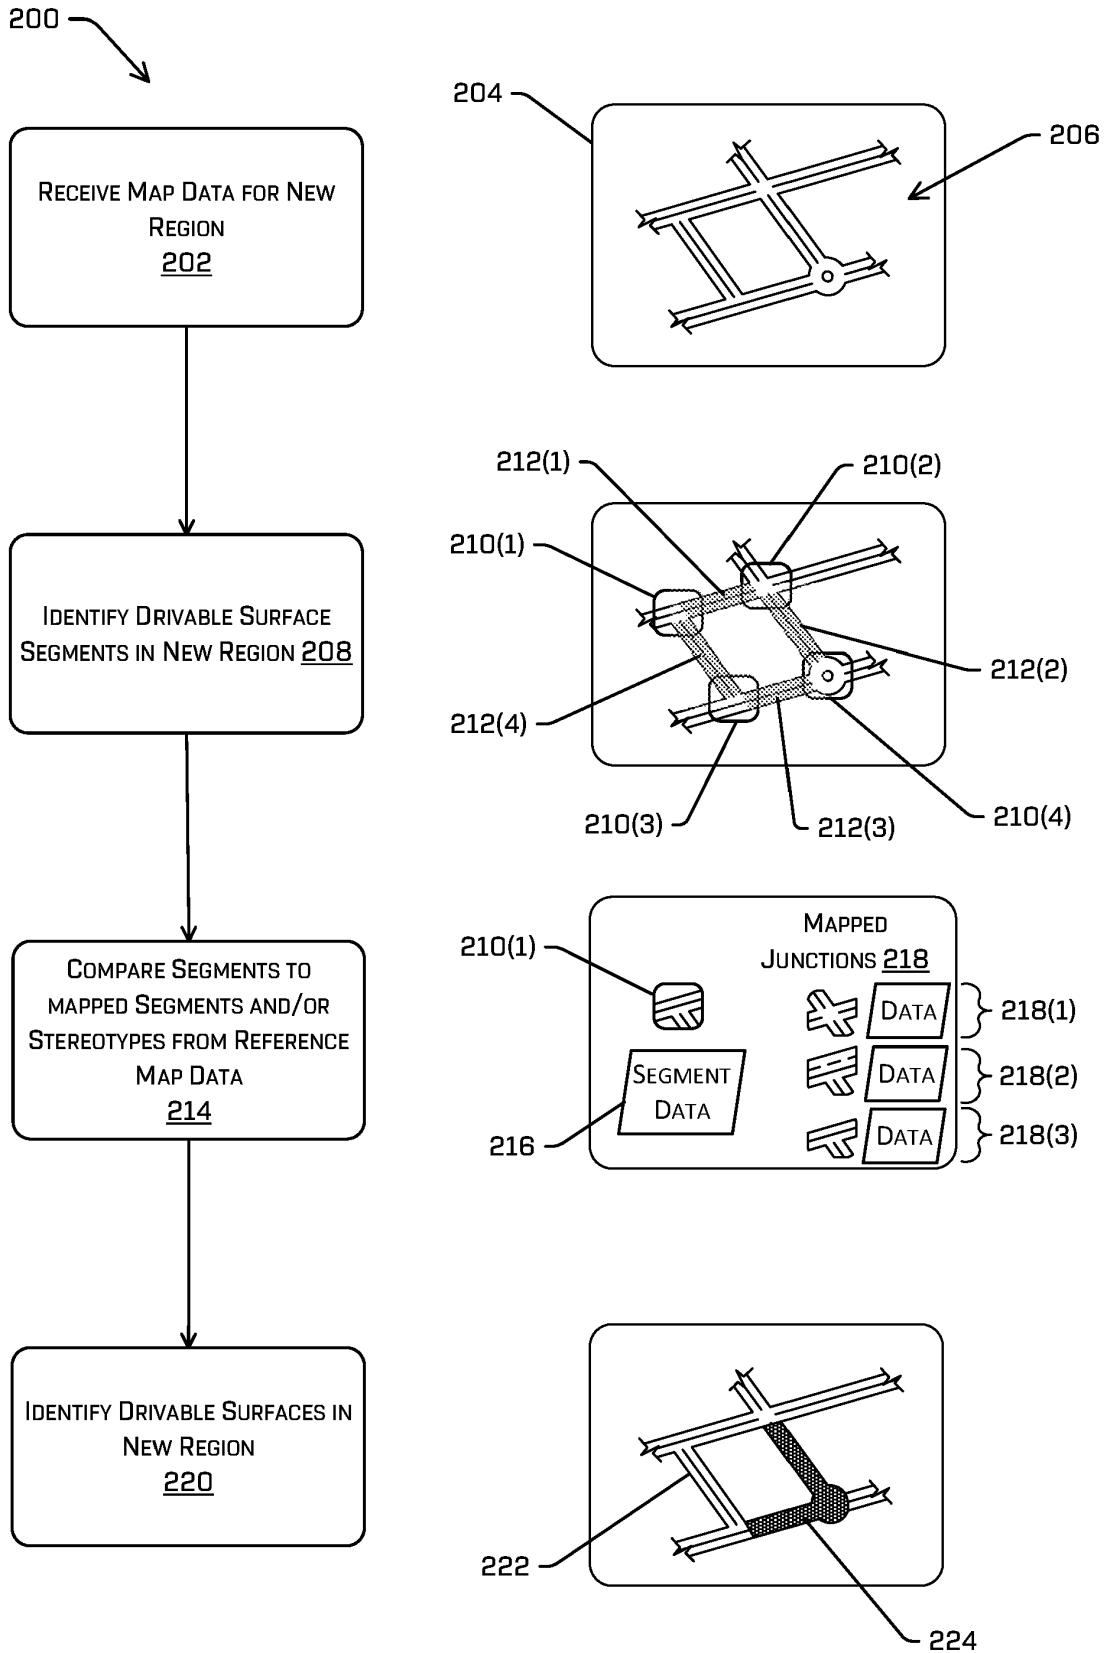 200
204
206
Receive Map Data for New
Region
202
212(1)
210(2)
210(1)
Identify Drivable Surface
Segments in New Region 208
212(2)
212(4)
210(3)
212(3)
210(4)
Compare Segments to
mapped Segments and/or
Stereotypes from Reference
Map Data
214
210(1)
Mapped
Junctions 218
Data
218(1)
Segment
Data
Data
218(2)
216
Data
218(3)
Identify Drivable Surfaces in
New Region
220
222
224